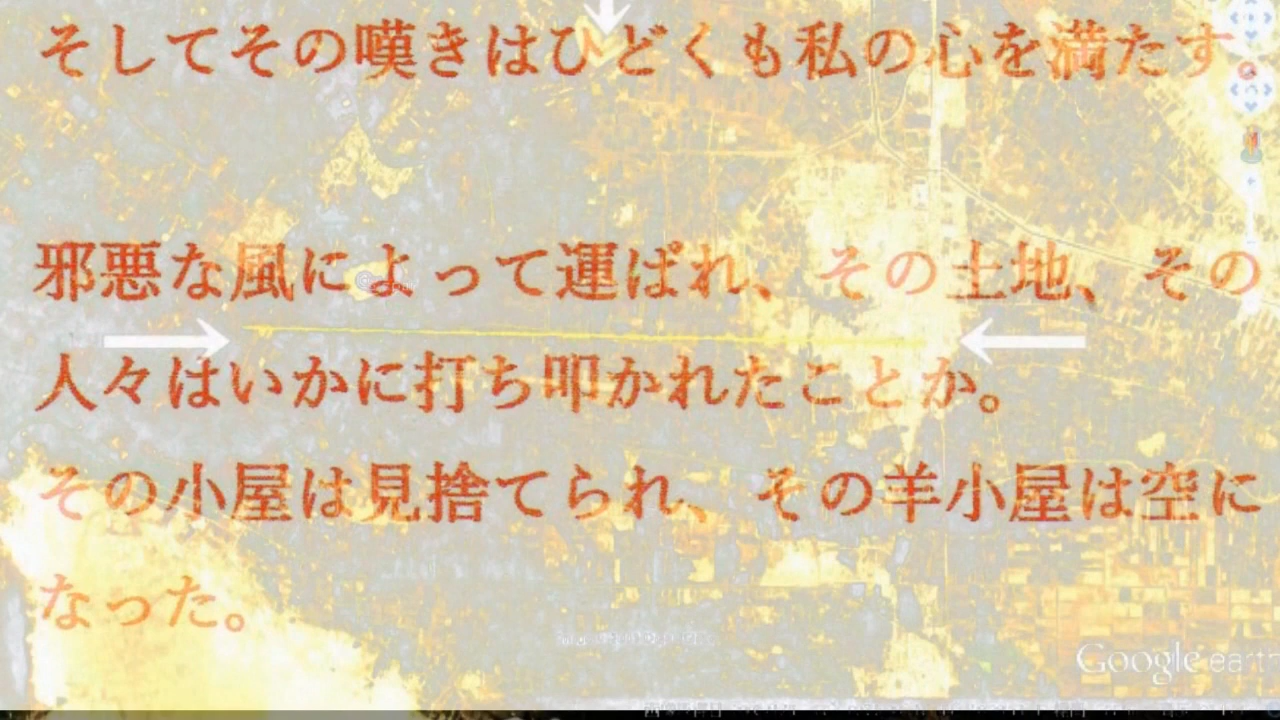 そしてその嘆きはひどくも私の心を満たす
邪悪な風によって運ばれ、その土地、その
人々はいかに打ち叩かれたことか。
その小屋は見捨てられ、その羊小屋は空に
なった。
Google earth